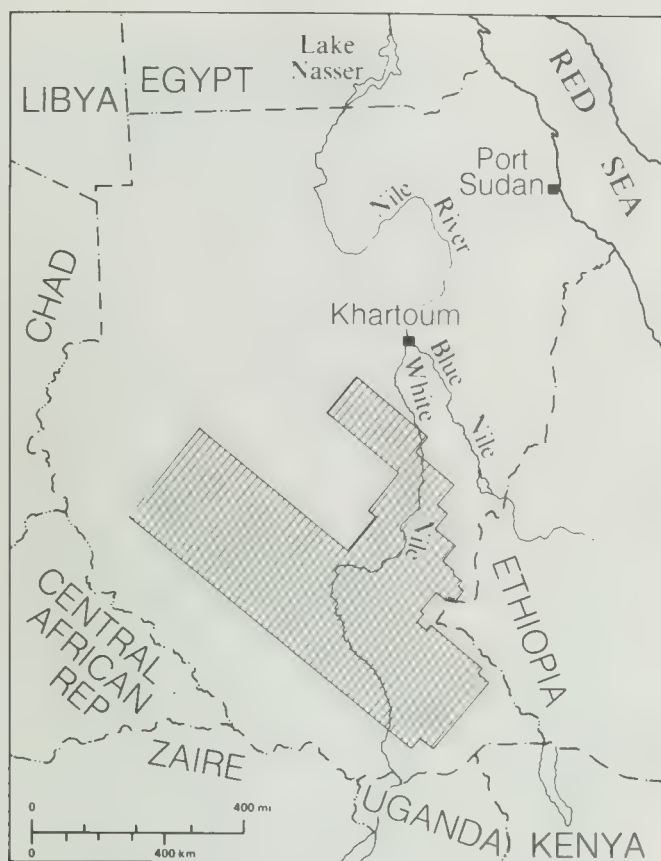 Lake
Nasser
EGYPT
LIBYA
RED
SEA
Port
Sudan
Nile
River
CHAD
Khartoum
Blue
Nile
White
Nile
ETHIOPIA
CENTRAL
AFRICAN
REP
ZAIRE
UGANDA
KENYA
0
400 mi
400 km